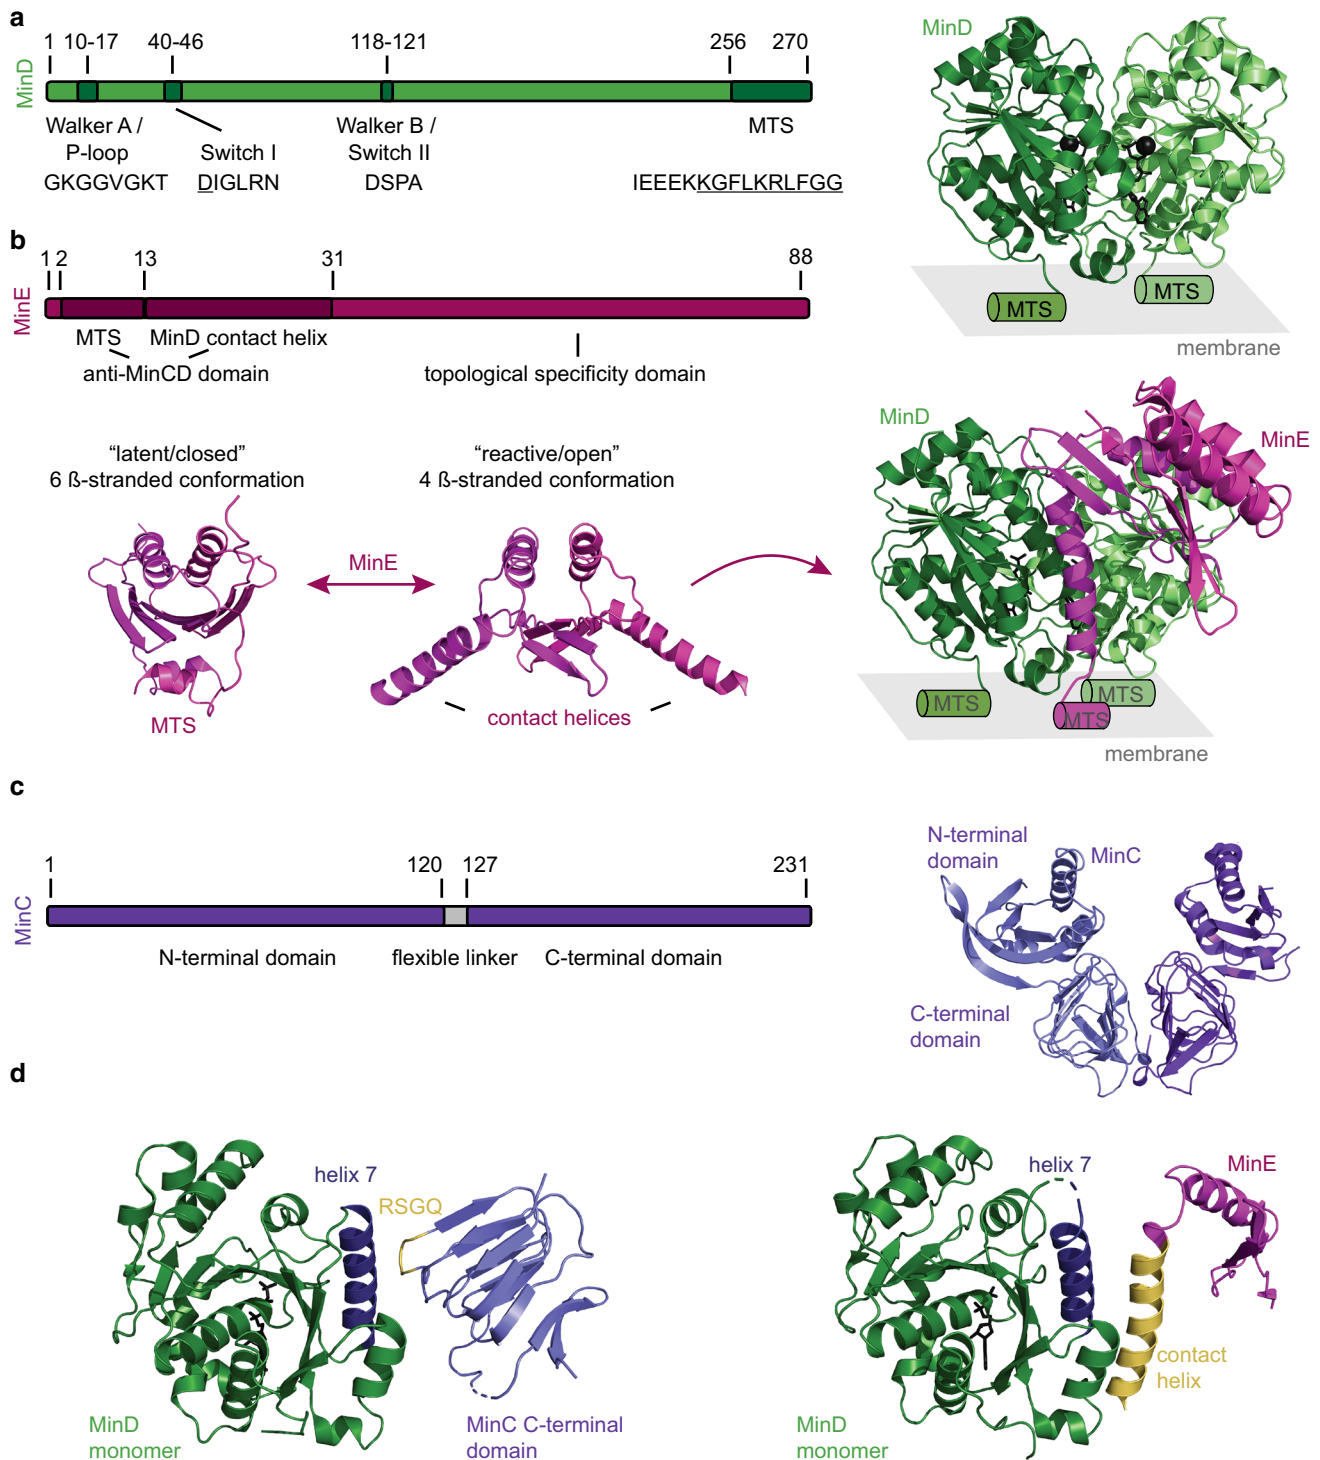 a
MinD
1 10-17 40-46 118-121 256 270
Walker A /
P-loop
GKGGVGKT
Switch I
DIGLRN
Walker B /
Switch II
DSPA
MTS
IEEEKKGFLKRLFGG
MinD
MTS
MTS
membrane
b
MinE
1 2 13 31 88
MTS MinD contact helix
anti-MinCD domain
topological specificity domain
“latent/closed”
6 ß-stranded conformation
“reactive/open”
4 ß-stranded conformation
MinE
MTS
contact helices
MinD
MinE
MTS
MTS
MTS
membrane
c
MinC
1 120 127 231
N-terminal domain flexible linker C-terminal domain
N-terminal
domain
MinC
C-terminal
domain
d
helix 7
RSGQ
MinD
monomer
MinC C-terminal
domain
helix 7
MinE
contact
helix
MinD
monomer